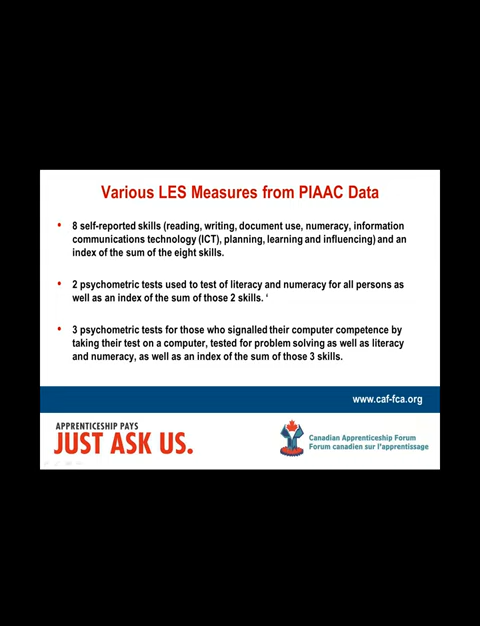 Various LES Measures from PIAAC Data
• 8 self-reported skills (reading, writing, document use, numeracy, information
communications technology (ICT), planning, learning and influencing) and an
index of the sum of the eight skills.
• 2 psychometric tests used to test of literacy and numeracy for all persons as
well as an index of the sum of those 2 skills.
• 3 psychometric tests for those who signalled their computer competence by
taking their test on a computer, tested for problem solving as well as literacy
and numeracy, as well as an index of the sum of those 3 skills.
www.caf-fca.org
APPRENTICESHIP PAYS
JUST ASK US.
Canadian Apprenticeship Forum
Forum canadien sur l'apprentissage